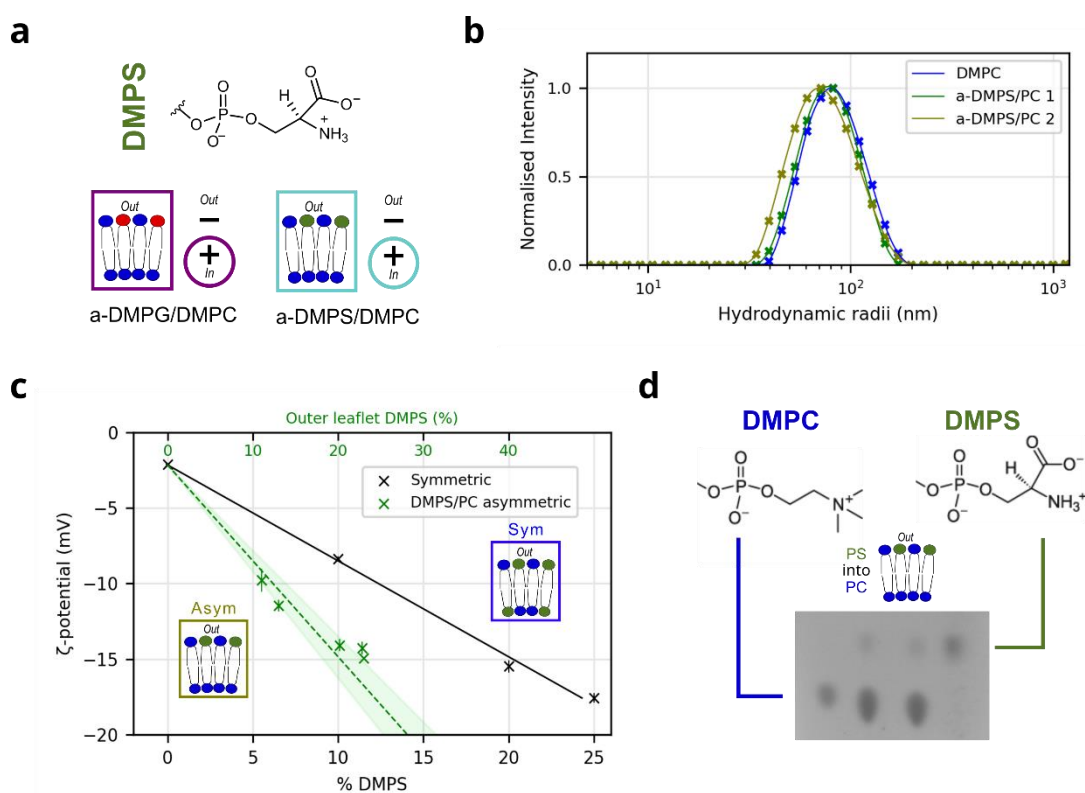 a
DMPS
O
P
O
O−
O
H
O
O−
+
NH3
Out
Out
−
+
In
a-DMPG/DMPC
Out
Out
−
+
In
a-DMPS/DMPC
b
Normalised Intensity
1.0
0.5
0.0
DMPC
a-DMPS/PC 1
a-DMPS/PC 2
10¹
10²
10³
Hydrodynamic radii (nm)
c
Outer leaflet DMPS (%)
0 10 20 30 40
ζ-potential (mV)
0
−5
−10
−15
−20
Symmetric
DMPS/PC asymmetric
Sym
Out
Asym
Out
0 5 10 15 20 25
% DMPS
d
DMPC
DMPS
O
O
P
O
O−
N+
O
O
P
O
O−
H
O
O−
NH3+
PS
into
PC
Out